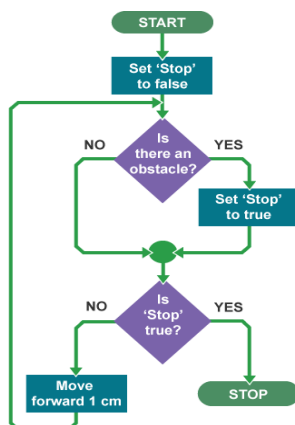 START
Set ‘Stop’
to false
NO
YES
Is
there an
obstacle?
Set ‘Stop’
to true
NO
YES
Is
‘Stop’
true?
Move
forward 1 cm
STOP